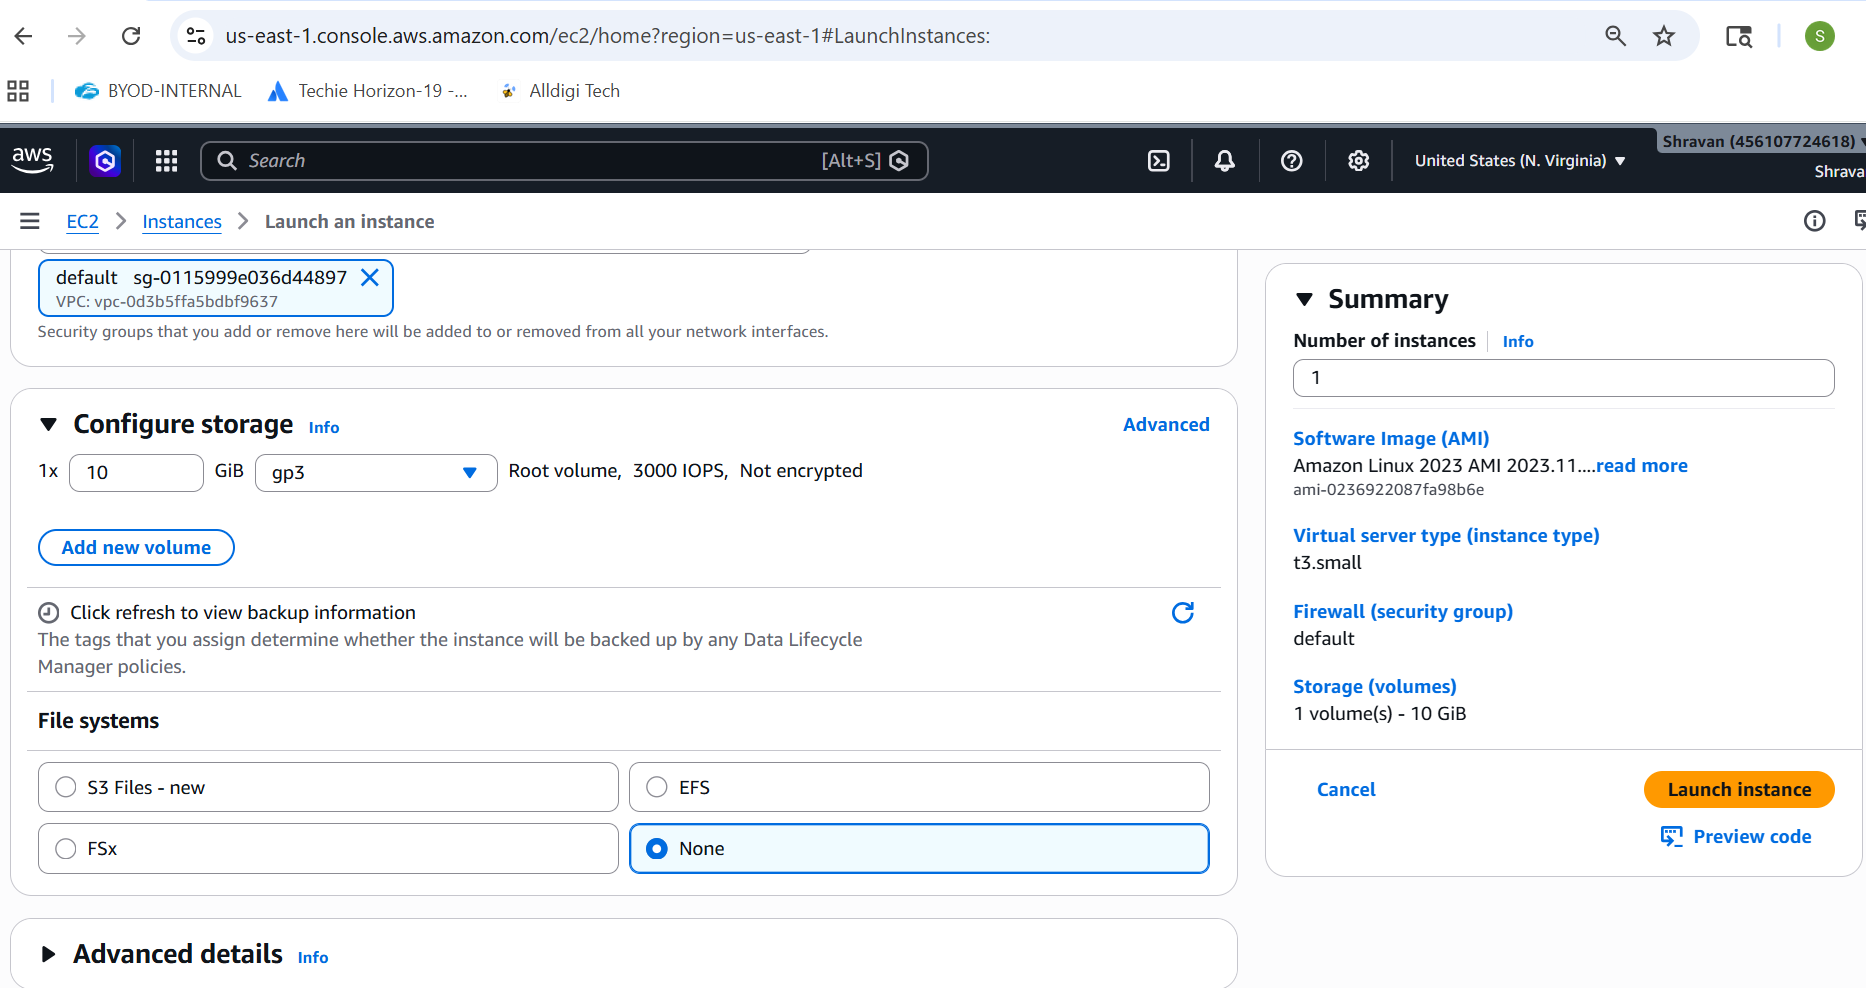 us-east-1.console.aws.amazon.com/ec2/home?region=us-east-1#LaunchInstances:
S
BYOD-INTERNAL
Techie Horizon-19 -...
Alldigi Tech
aws
Search
[Alt+S]
United States (N. Virginia)
Shravan (456107724618)
Shrava
EC2
Instances
Launch an instance
default sg-0115999e036d44897
VPC: vpc-0d3b5ffa5bdbf9637
Security groups that you add or remove here will be added to or removed from all your network interfaces.
Configure storage Info
Advanced
1x 10 GiB gp3 Root volume, 3000 IOPS, Not encrypted
Add new volume
Click refresh to view backup information
The tags that you assign determine whether the instance will be backed up by any Data Lifecycle
Manager policies.
File systems
S3 Files - new
EFS
FSx
None
Advanced details Info
Summary
Number of instances Info
1
Software Image (AMI)
Amazon Linux 2023 AMI 2023.11....read more
ami-0236922087fa98b6e
Virtual server type (instance type)
t3.small
Firewall (security group)
default
Storage (volumes)
1 volume(s) - 10 GiB
Cancel
Launch instance
Preview code